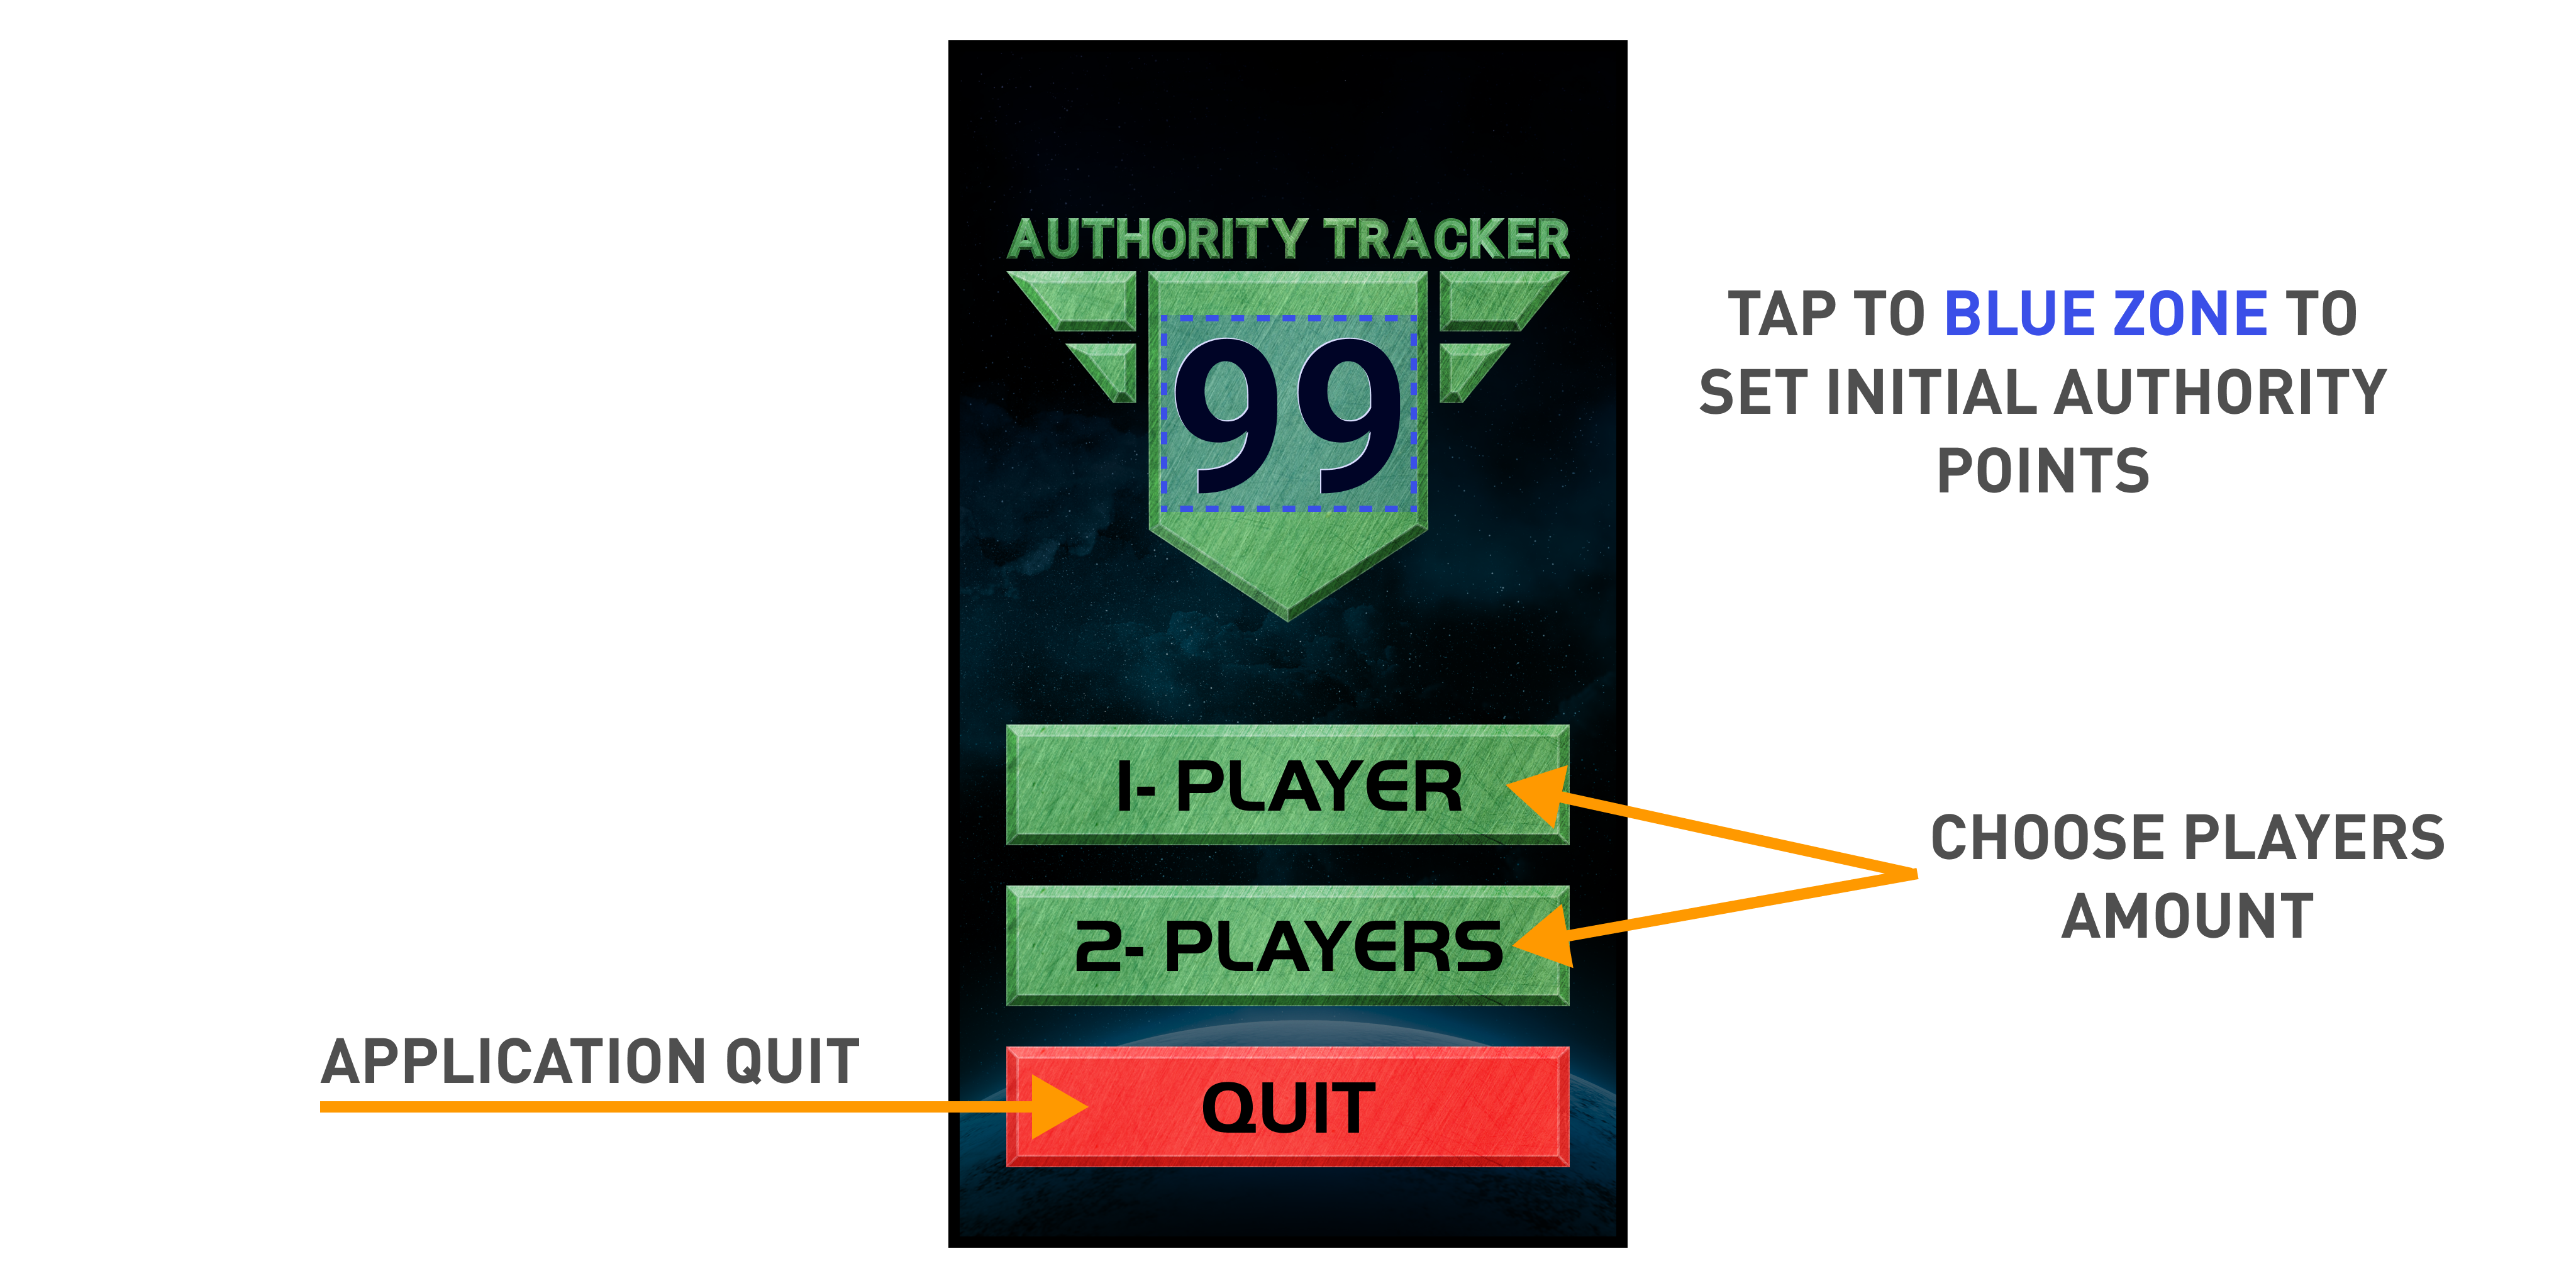 AUTHORITY TRACKER
99
TAP TO BLUE ZONE TO
SET INITIAL AUTHORITY
POINTS
1- PLAYER
2- PLAYERS
CHOOSE PLAYERS
AMOUNT
APPLICATION QUIT
QUIT